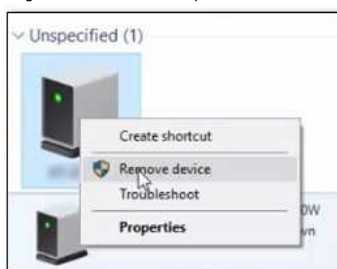 Unspecified (1)
Create shortcut
Remove device
Troubleshoot
Properties